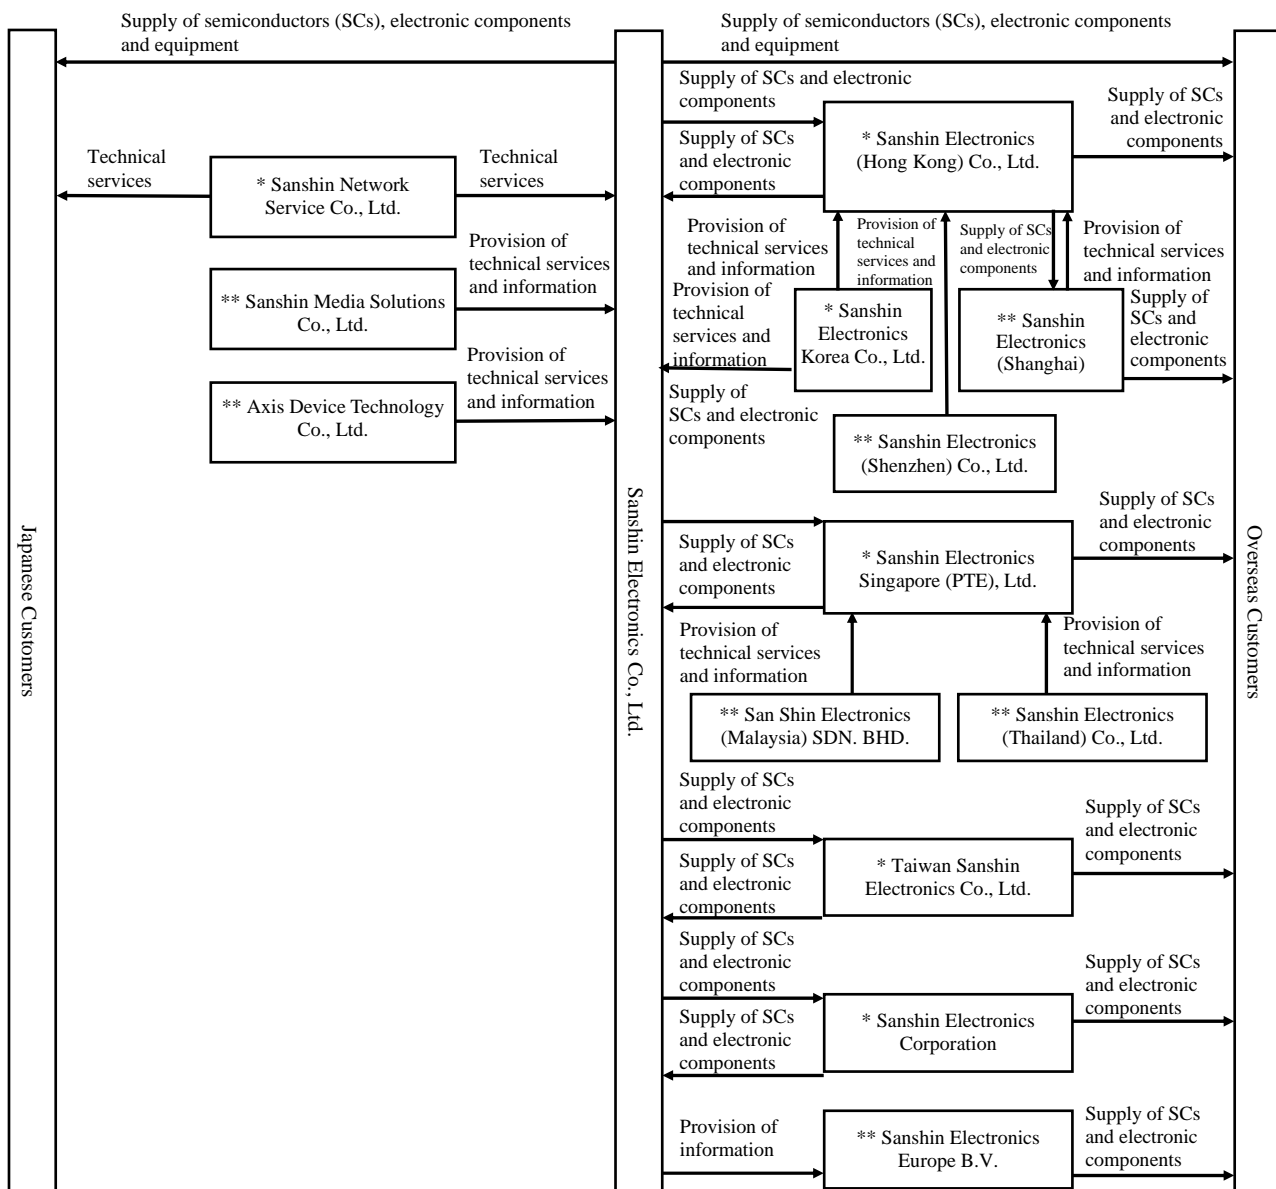 Supply of semiconductors (SCs), electronic components
and equipment
Supply of semiconductors (SCs), electronic components
and equipment
Japanese Customers
Technical
services
* Sanshin Network
Service Co., Ltd.
Technical
services
** Sanshin Media Solutions
Co., Ltd.
Provision of
technical services
and information
** Axis Device Technology
Co., Ltd.
Provision of
technical services
and information
Sanshin Electronics Co., Ltd.
Supply of SCs and electronic
components
Supply of SCs
and electronic
components
* Sanshin Electronics
(Hong Kong) Co., Ltd.
Supply of SCs
and electronic
components
Provision of
technical services
and information
Provision of
technical
services and
information
Supply of SCs
and electronic
components
Provision of
technical services
and information
Provision of
technical
services and
information
* Sanshin
Electronics
Korea Co., Ltd.
** Sanshin
Electronics
(Shanghai)
Supply of
SCs and
electronic
components
Supply of
SCs and electronic
components
** Sanshin Electronics
(Shenzhen) Co., Ltd.
Supply of SCs
and electronic
components
* Sanshin Electronics
Singapore (PTE), Ltd.
Supply of SCs
and electronic
components
Provision of
technical services
and information
Provision of
technical services
and information
** San Shin Electronics
(Malaysia) SDN. BHD.
** Sanshin Electronics
(Thailand) Co., Ltd.
Supply of SCs
and electronic
components
Supply of SCs
and electronic
components
* Taiwan Sanshin
Electronics Co., Ltd.
Supply of SCs
and electronic
components
Supply of SCs
and electronic
components
Supply of SCs
and electronic
components
* Sanshin Electronics
Corporation
Supply of SCs
and electronic
components
Provision of
information
** Sanshin Electronics
Europe B.V.
Supply of SCs
and electronic
components
Overseas Customers